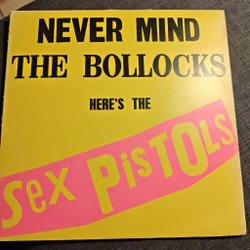 NEVER MIND
THE BOLLOCKS
HERE'S THE
Sex PisTOLs